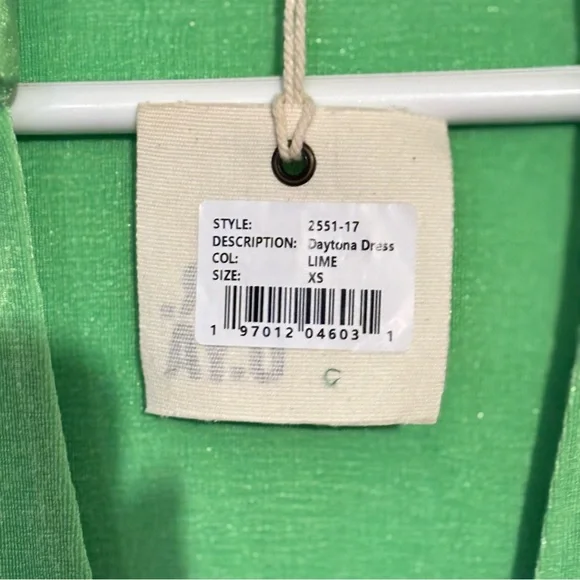 STYLE: 2551-17
DESCRIPTION: Daytona Dress
COL: LIME
SIZE: XS
1 97012 04603 1